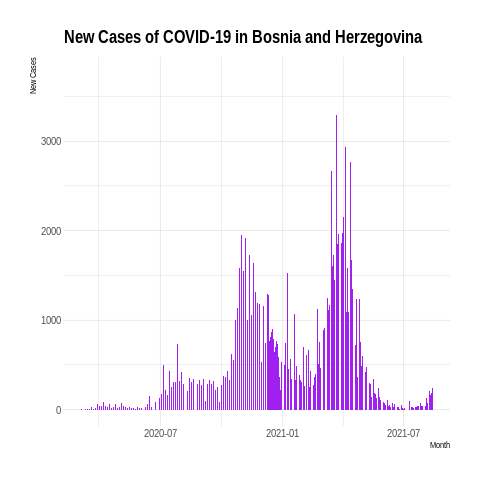 New Cases of COVID-19 in Bosnia and Herzegovina
New Cases
3000
2000
1000
0
2020-07 2021-01 2021-07
Month